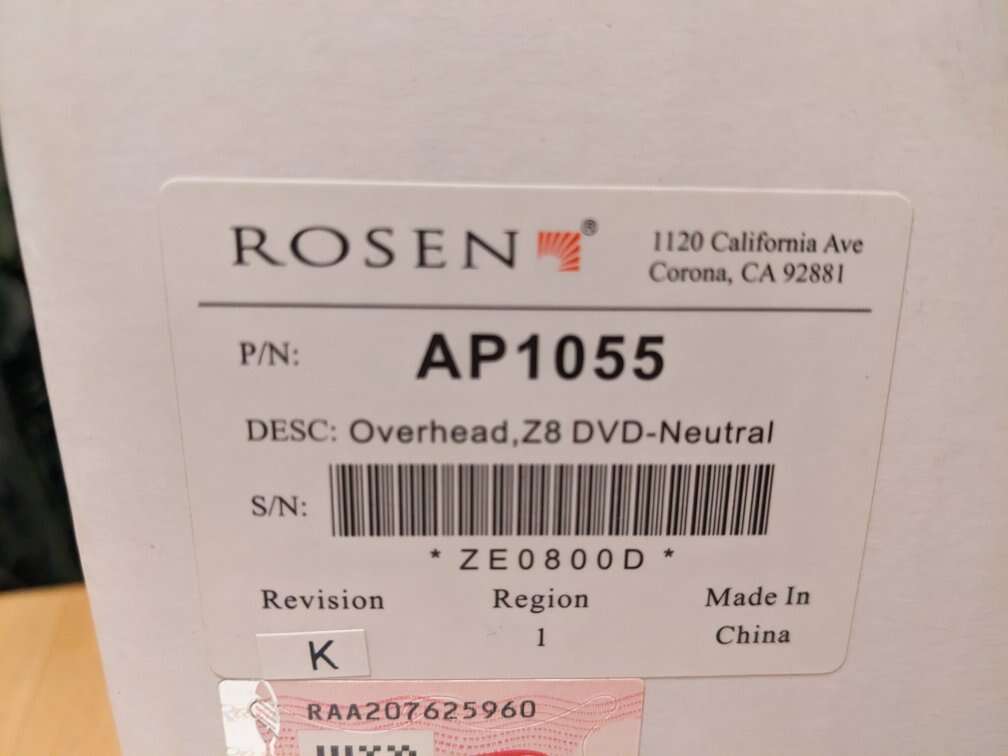 ROSEN®
1120 California Ave
Corona, CA 92881
P/N: AP1055
DESC: Overhead,Z8 DVD-Neutral
S/N:
* ZE0800D *
Revision Region Made In
K 1 China
RAA207625960